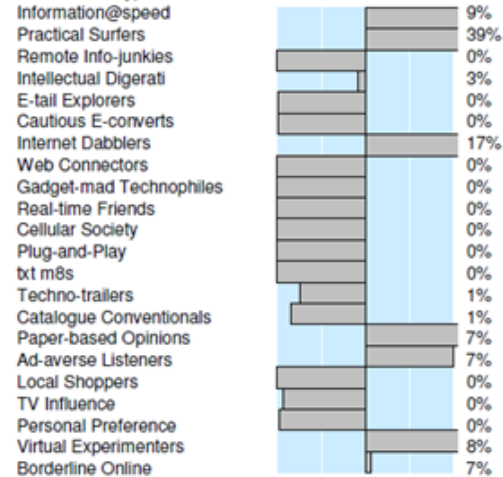 Information@speed 9%
Practical Surfers 39%
Remote Info-junkies 0%
Intellectual Digerati 3%
E-tail Explorers 0%
Cautious E-converts 0%
Internet Dabblers 17%
Web Connectors 0%
Gadget-mad Technophiles 0%
Real-time Friends 0%
Cellular Society 0%
Plug-and-Play 0%
txt m8s 0%
Techno-trailers 1%
Catalogue Conventionals 1%
Paper-based Opinions 7%
Ad-averse Listeners 7%
Local Shoppers 0%
TV Influence 0%
Personal Preference 0%
Virtual Experimenters 8%
Borderline Online 7%